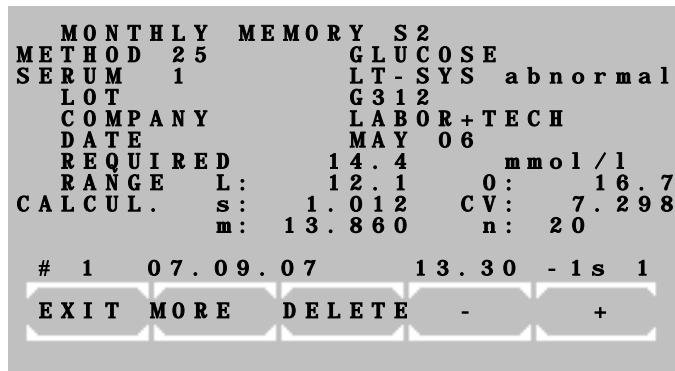 MONTHLY MEMORY S2
METHOD 25 GLUCOSE
SERUM 1 LT-SYS abnormal
LOT G312
COMPANY LABOR+TECH
DATE MAY 06
REQUIRED 14.4 mmol/l
RANGE L: 12.1 0: 16.7
CALCUL. s: 1.012 CV: 7.298
m: 13.860 n: 20
# 1 07.09.07 13.30 -1s 1
EXIT MORE DELETE - +